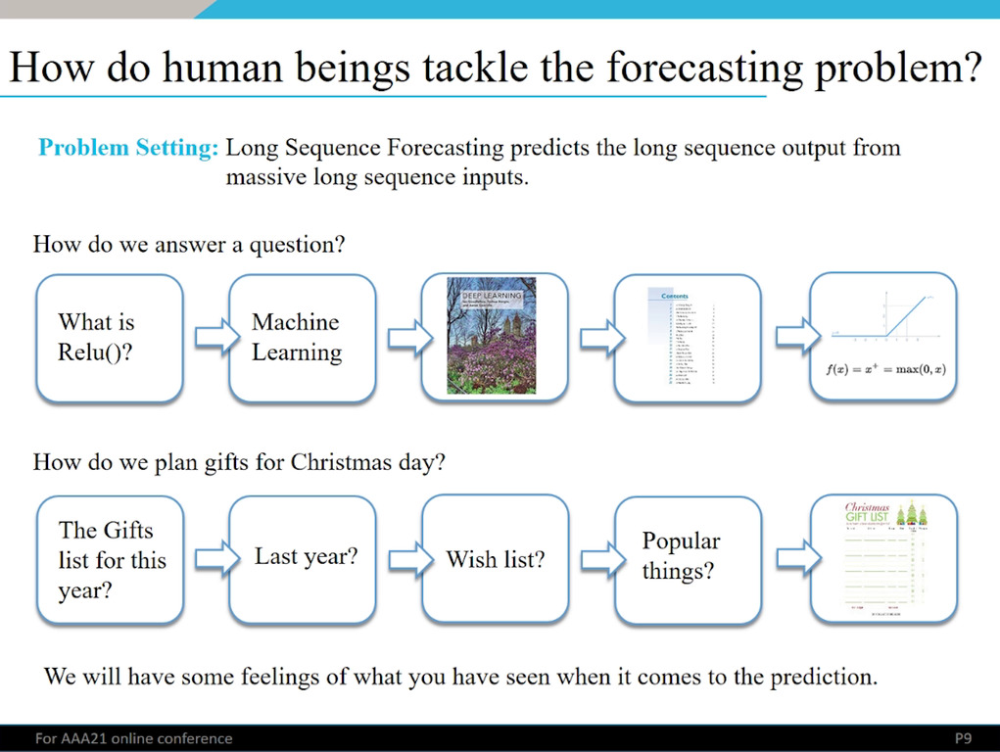 How do human beings tackle the forecasting problem?
Problem Setting: Long Sequence Forecasting predicts the long sequence output from
massive long sequence inputs.
How do we answer a question?
What is
Relu()?
Machine
Learning
DEEP LEARNING
Contents
f(x) = x⁺ = max(0, x)
How do we plan gifts for Christmas day?
The Gifts
list for this
year?
Last year?
Wish list?
Popular
things?
Christmas
GIFT LIST
We will have some feelings of what you have seen when it comes to the prediction.
For AAA21 online conference
P9